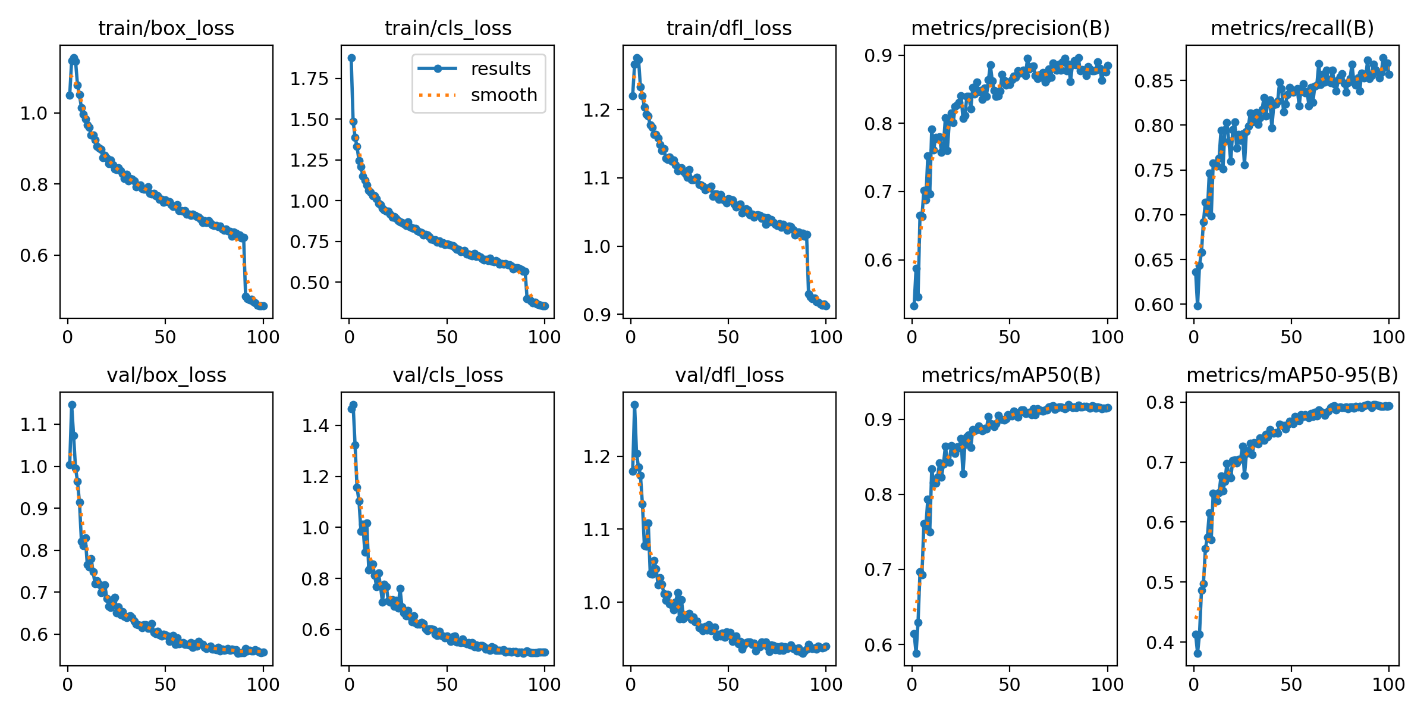 train/box_loss
train/cls_loss
train/dfl_loss
metrics/precision(B)
metrics/recall(B)
1.0
0.8
0.6
0 50 100
results
smooth
1.75
1.50
1.25
1.00
0.75
0.50
0 50 100
1.2
1.1
1.0
0.9
0 50 100
0.9
0.8
0.7
0.6
0 50 100
0.85
0.80
0.75
0.70
0.65
0.60
0 50 100
val/box_loss
val/cls_loss
val/dfl_loss
metrics/mAP50(B)
metrics/mAP50-95(B)
1.1
1.0
0.9
0.8
0.7
0.6
0 50 100
1.4
1.2
1.0
0.8
0.6
0 50 100
1.2
1.1
1.0
0 50 100
0.9
0.8
0.7
0.6
0 50 100
0.8
0.7
0.6
0.5
0.4
0 50 100